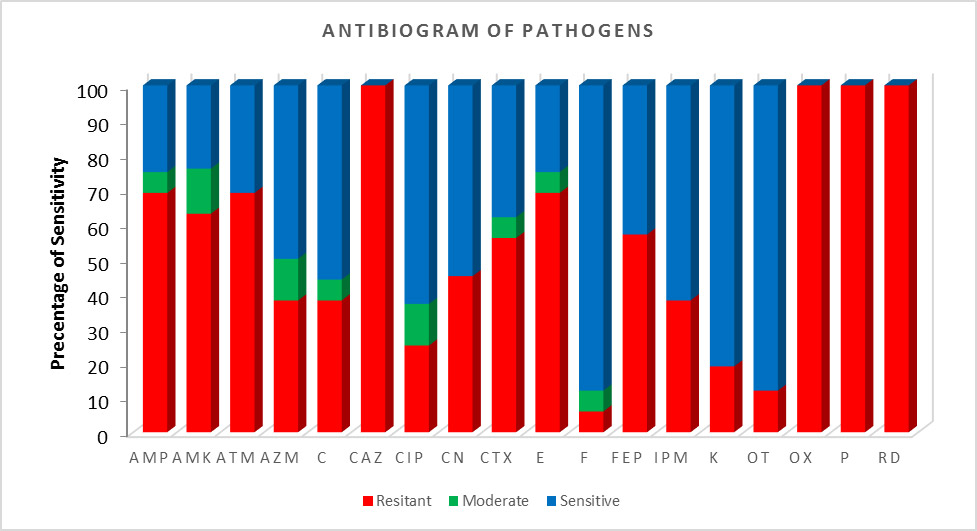 ANTIBIOGRAM OF PATHOGENS
Precentage of Sensitivity
100
90
80
70
60
50
40
30
20
10
0
AMP AMK ATM AZM C CAZ CIP CN CTX E F FEP IPM K OT OX P RD
Resitant Moderate Sensitive